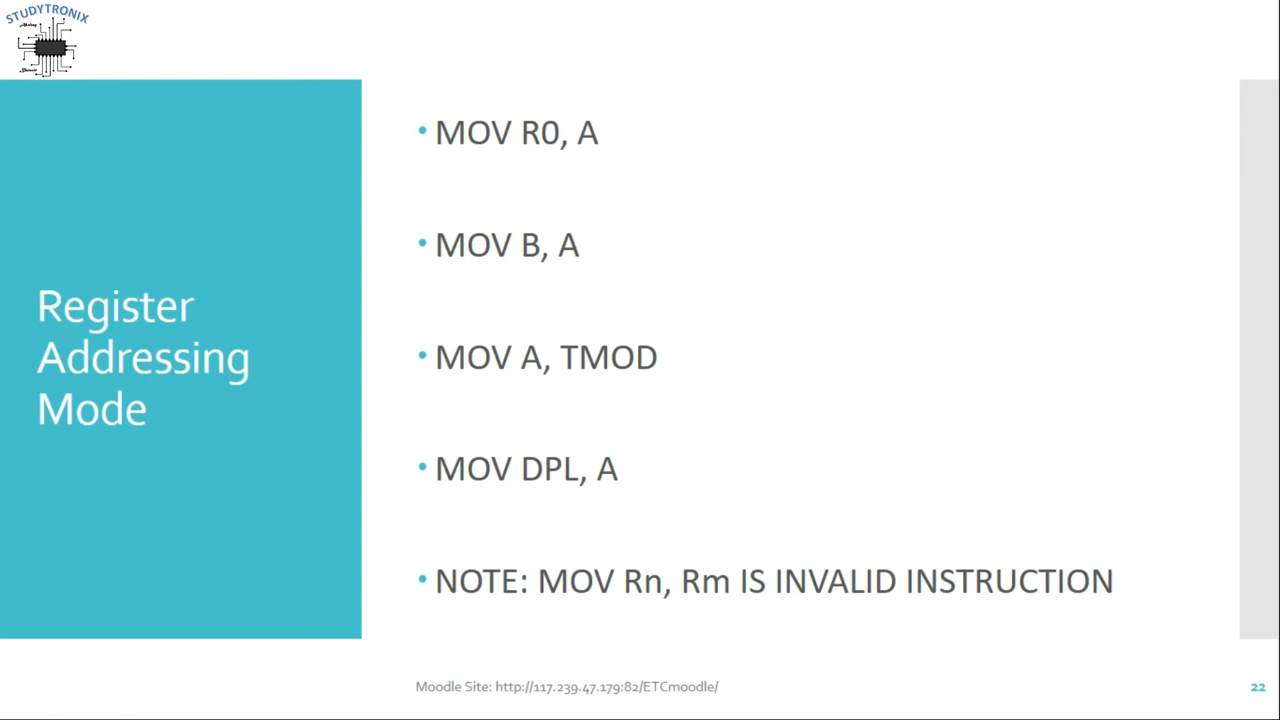 STUDYTRONIX
Register
Addressing
Mode
• MOV R0, A
• MOV B, A
• MOV A, TMOD
• MOV DPL, A
• NOTE: MOV Rn, Rm IS INVALID INSTRUCTION
Moodle Site: http://117.239.47.179:82/ETCmoodle/
22